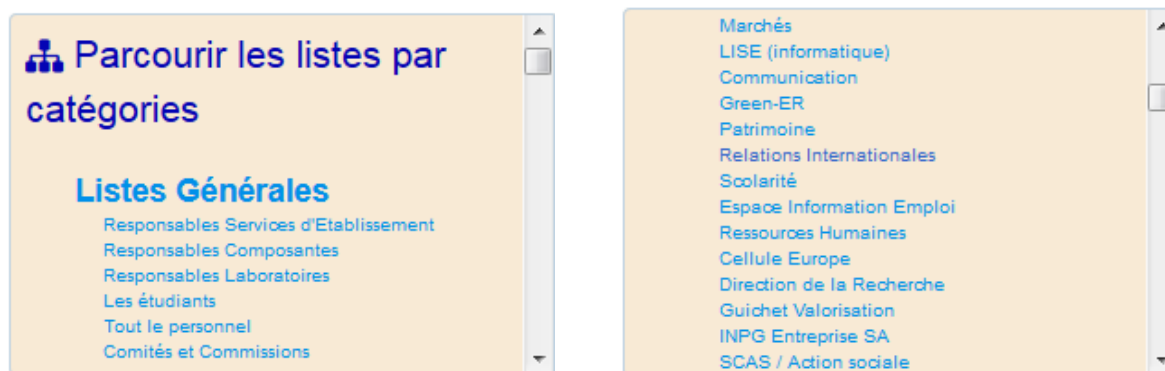 Parcourir les listes par
catégories
Listes Générales
Responsables Services d'Etablissement
Responsables Composantes
Responsables Laboratoires
Les étudiants
Tout le personnel
Comités et Commissions
Marchés
LISE (informatique)
Communication
Green-ER
Patrimoine
Relations Internationales
Scolarité
Espace Information Emploi
Ressources Humaines
Cellule Europe
Direction de la Recherche
Guichet Valorisation
INPG Entreprise SA
SCAS / Action sociale